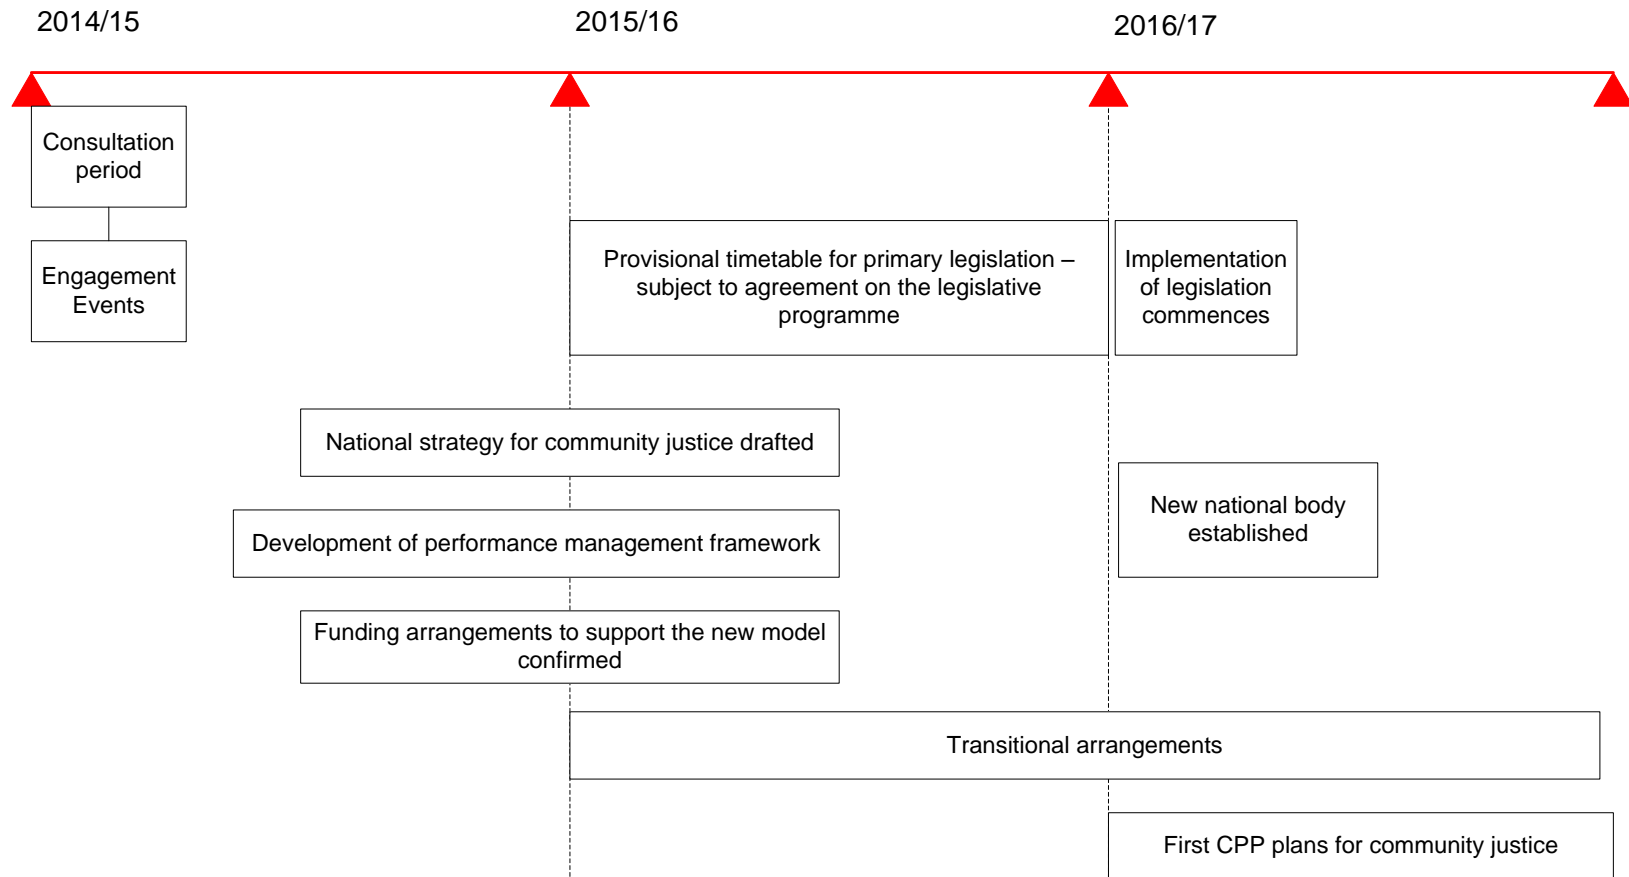 2014/15
2015/16
2016/17
Consultation
period
Engagement
Events
Provisional timetable for primary legislation –
subject to agreement on the legislative
programme
Implementation
of legislation
commences
National strategy for community justice drafted
New national body
established
Development of performance management framework
Funding arrangements to support the new model
confirmed
Transitional arrangements
First CPP plans for community justice